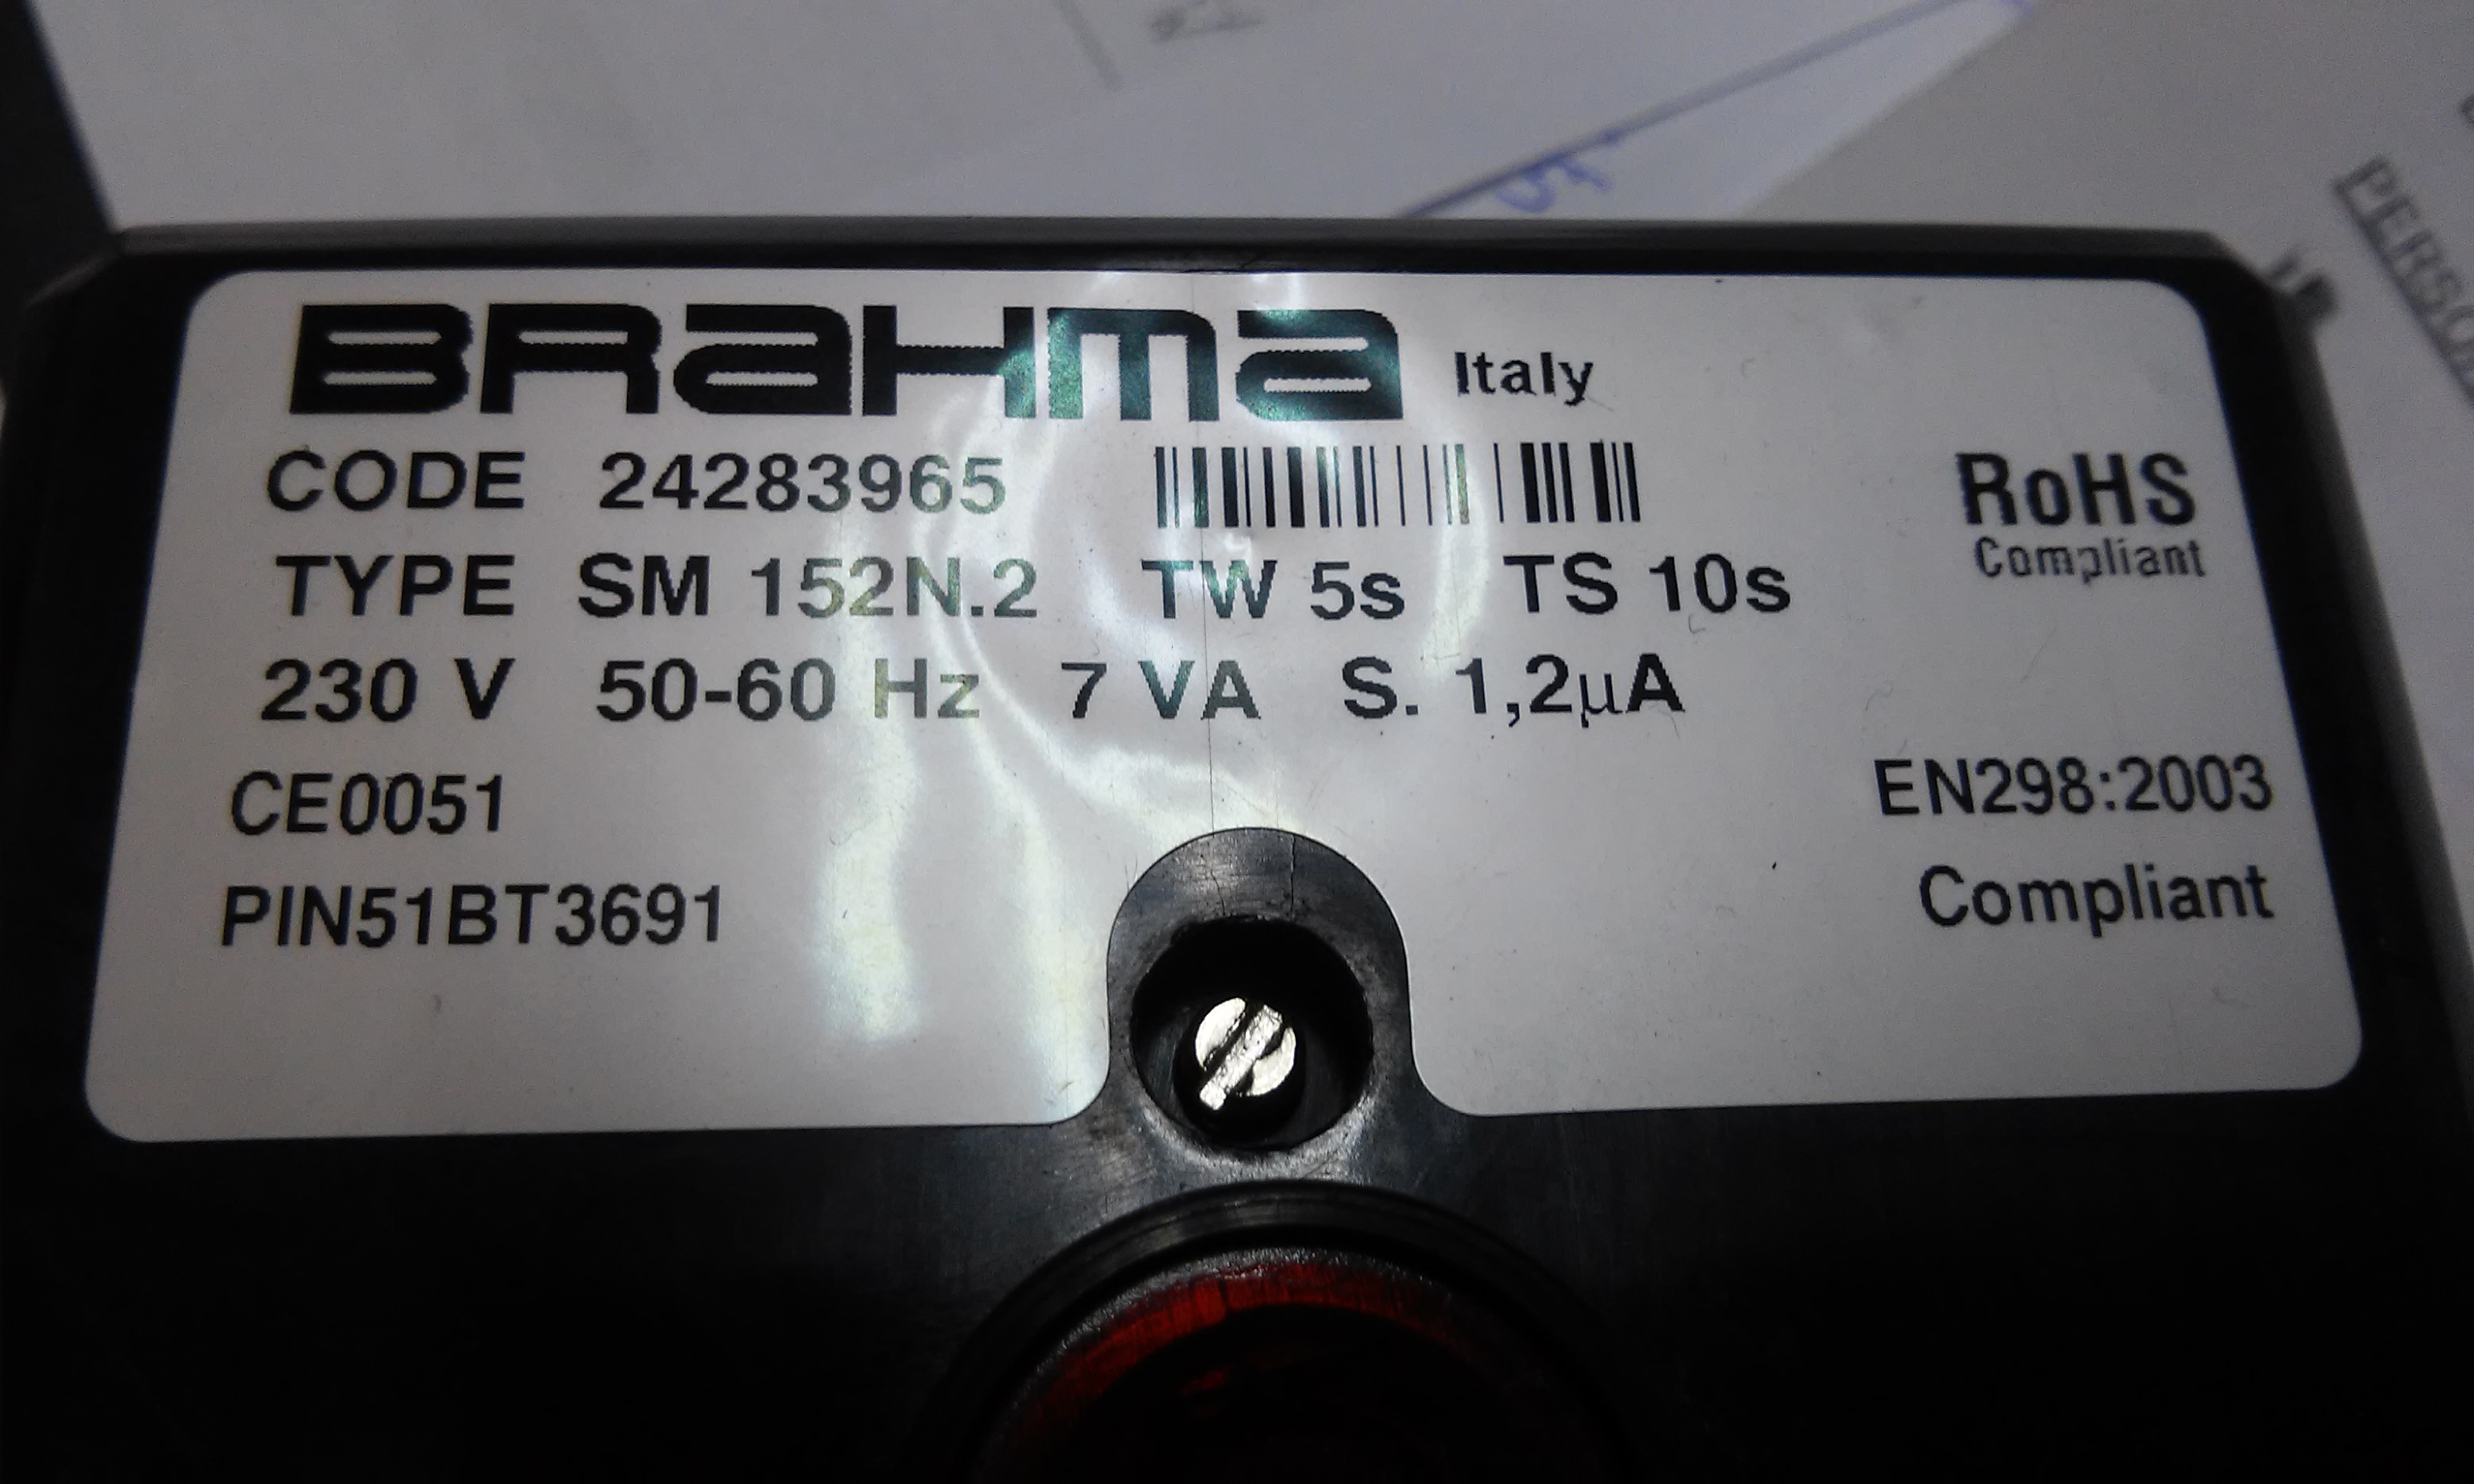 BRAHMA Italy
CODE 24283965
RoHS
Compliant
TYPE SM 152N.2 TW 5s TS 10s
230 V 50-60 Hz 7 VA S. 1,2µA
CE0051
EN298:2003
PIN51BT3691
Compliant